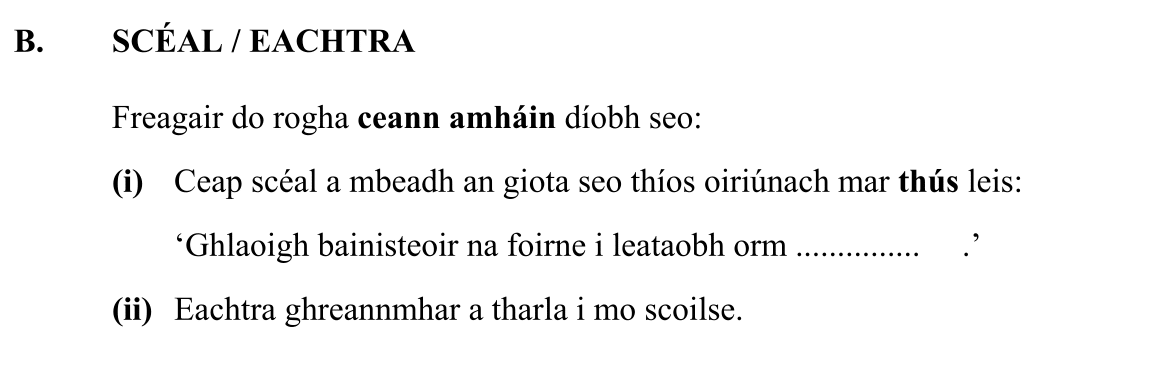 B. SCÉAL / EACHTRA
Freagair do rogha ceann amháin díobh seo:
(i) Ceap scéal a mbeadh an giota seo thíos oiriúnach mar thús leis:
‘Ghlaoigh bainisteoir na foirne i leataobh orm ............... .’
(ii) Eachtra ghreannmhar a tharla i mo scoilse.